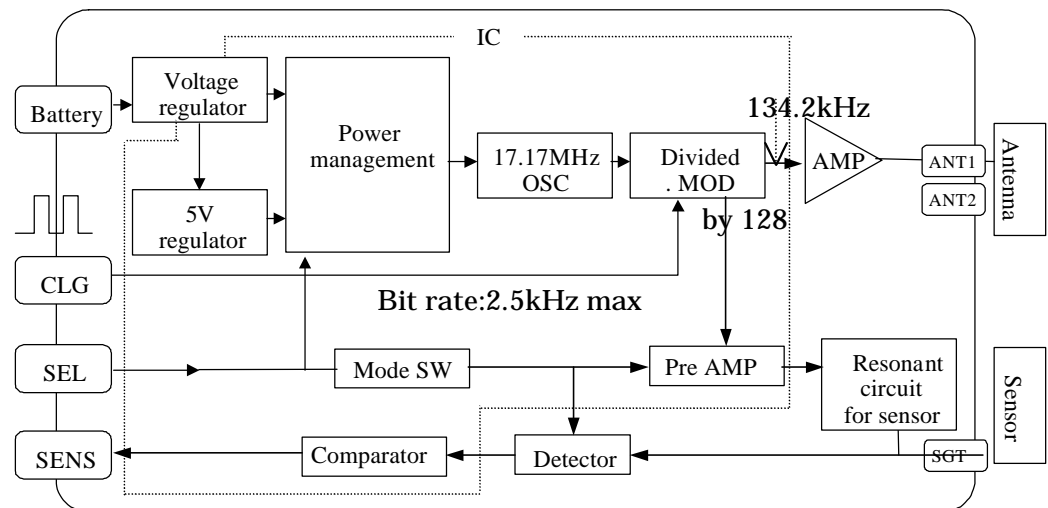 IC
Voltage
regulator
Battery
134.2kHz
Power
management
17.17MHz
OSC
Divided
. MOD
AMP
ANT1
Antenna
5V
regulator
by 128
ANT2
CLG
Bit rate:2.5kHz max
SEL
Mode SW
Pre AMP
Resonant
circuit
for sensor
Sensor
SENS
Comparator
Detector
SGT